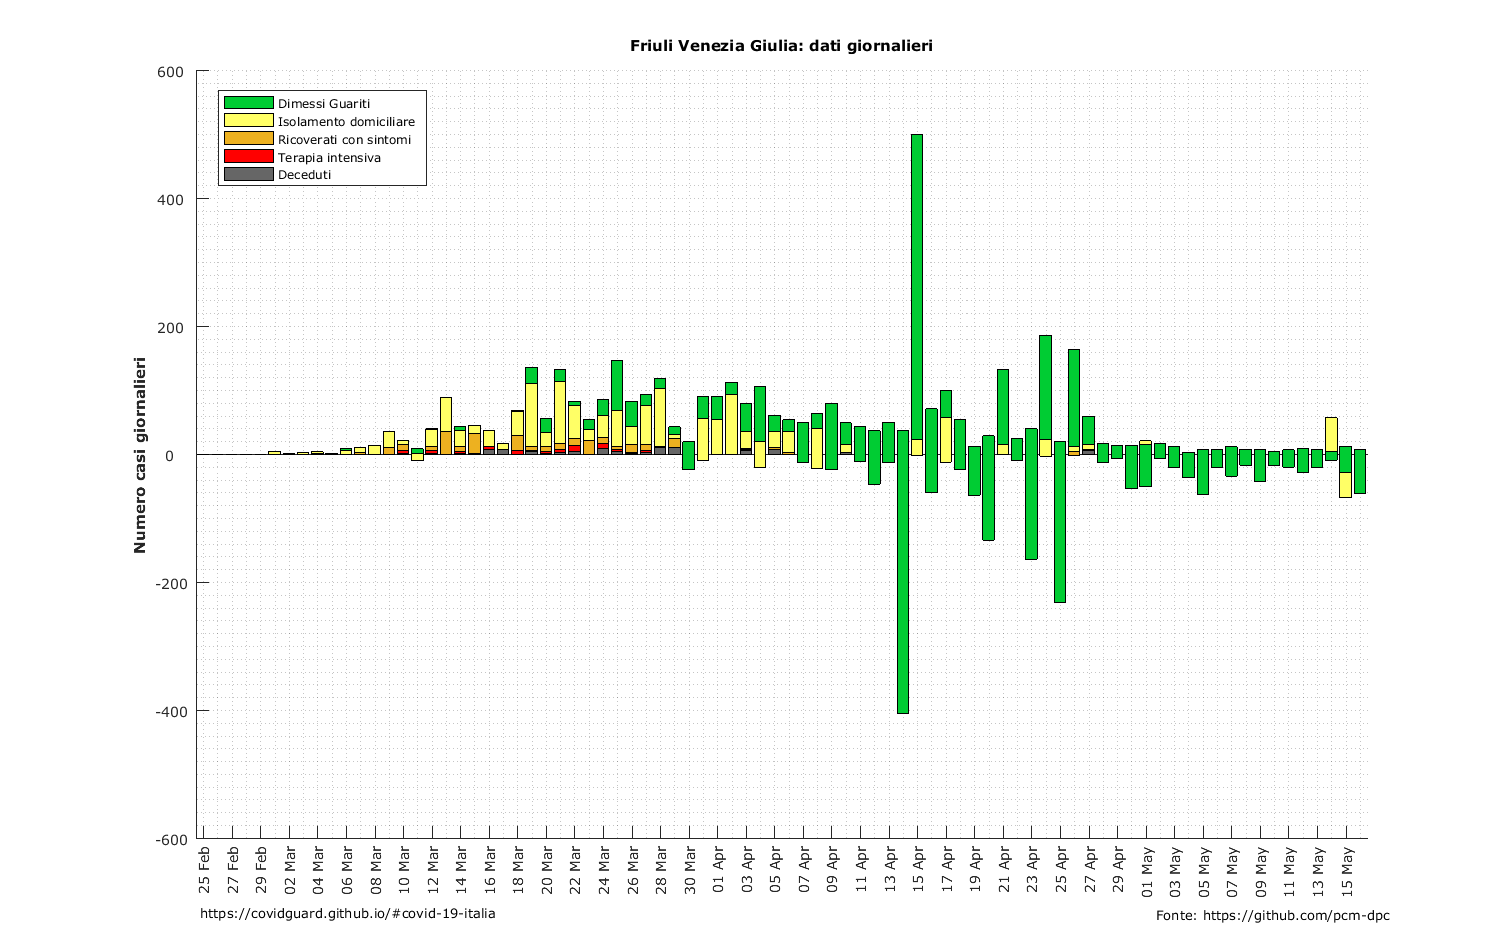 Friuli Venezia Giulia: dati giornalieri
Dimessi Guariti
Isolamento domiciliare
Ricoverati con sintomi
Terapia intensiva
Deceduti
Numero casi giornalieri
600
400
200
0
-200
-400
-600
25 Feb
27 Feb
29 Feb
02 Mar
04 Mar
06 Mar
08 Mar
10 Mar
12 Mar
14 Mar
16 Mar
18 Mar
20 Mar
22 Mar
24 Mar
26 Mar
28 Mar
30 Mar
01 Apr
03 Apr
05 Apr
07 Apr
09 Apr
11 Apr
13 Apr
15 Apr
17 Apr
19 Apr
21 Apr
23 Apr
25 Apr
27 Apr
29 Apr
01 May
03 May
05 May
07 May
09 May
11 May
13 May
15 May
https://covidguard.github.io/#covid-19-italia
Fonte: https://github.com/pcm-dpc